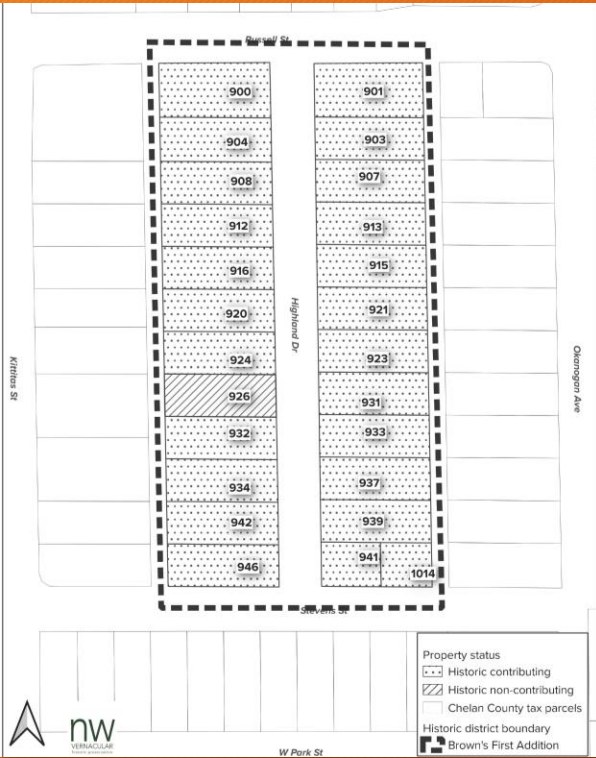 Russell St
900
901
904
903
908
907
912
913
916
915
920
921
Highland Dr
924
923
Kittitas St
Okanogan Ave
926
931
932
933
934
937
942
939
946
941
1014
Stevens St
Property status
Historic contributing
Historic non-contributing
Chelan County tax parcels
Historic district boundary
Brown's First Addition
nw
VERNACULAR
historic preservation
W Park St